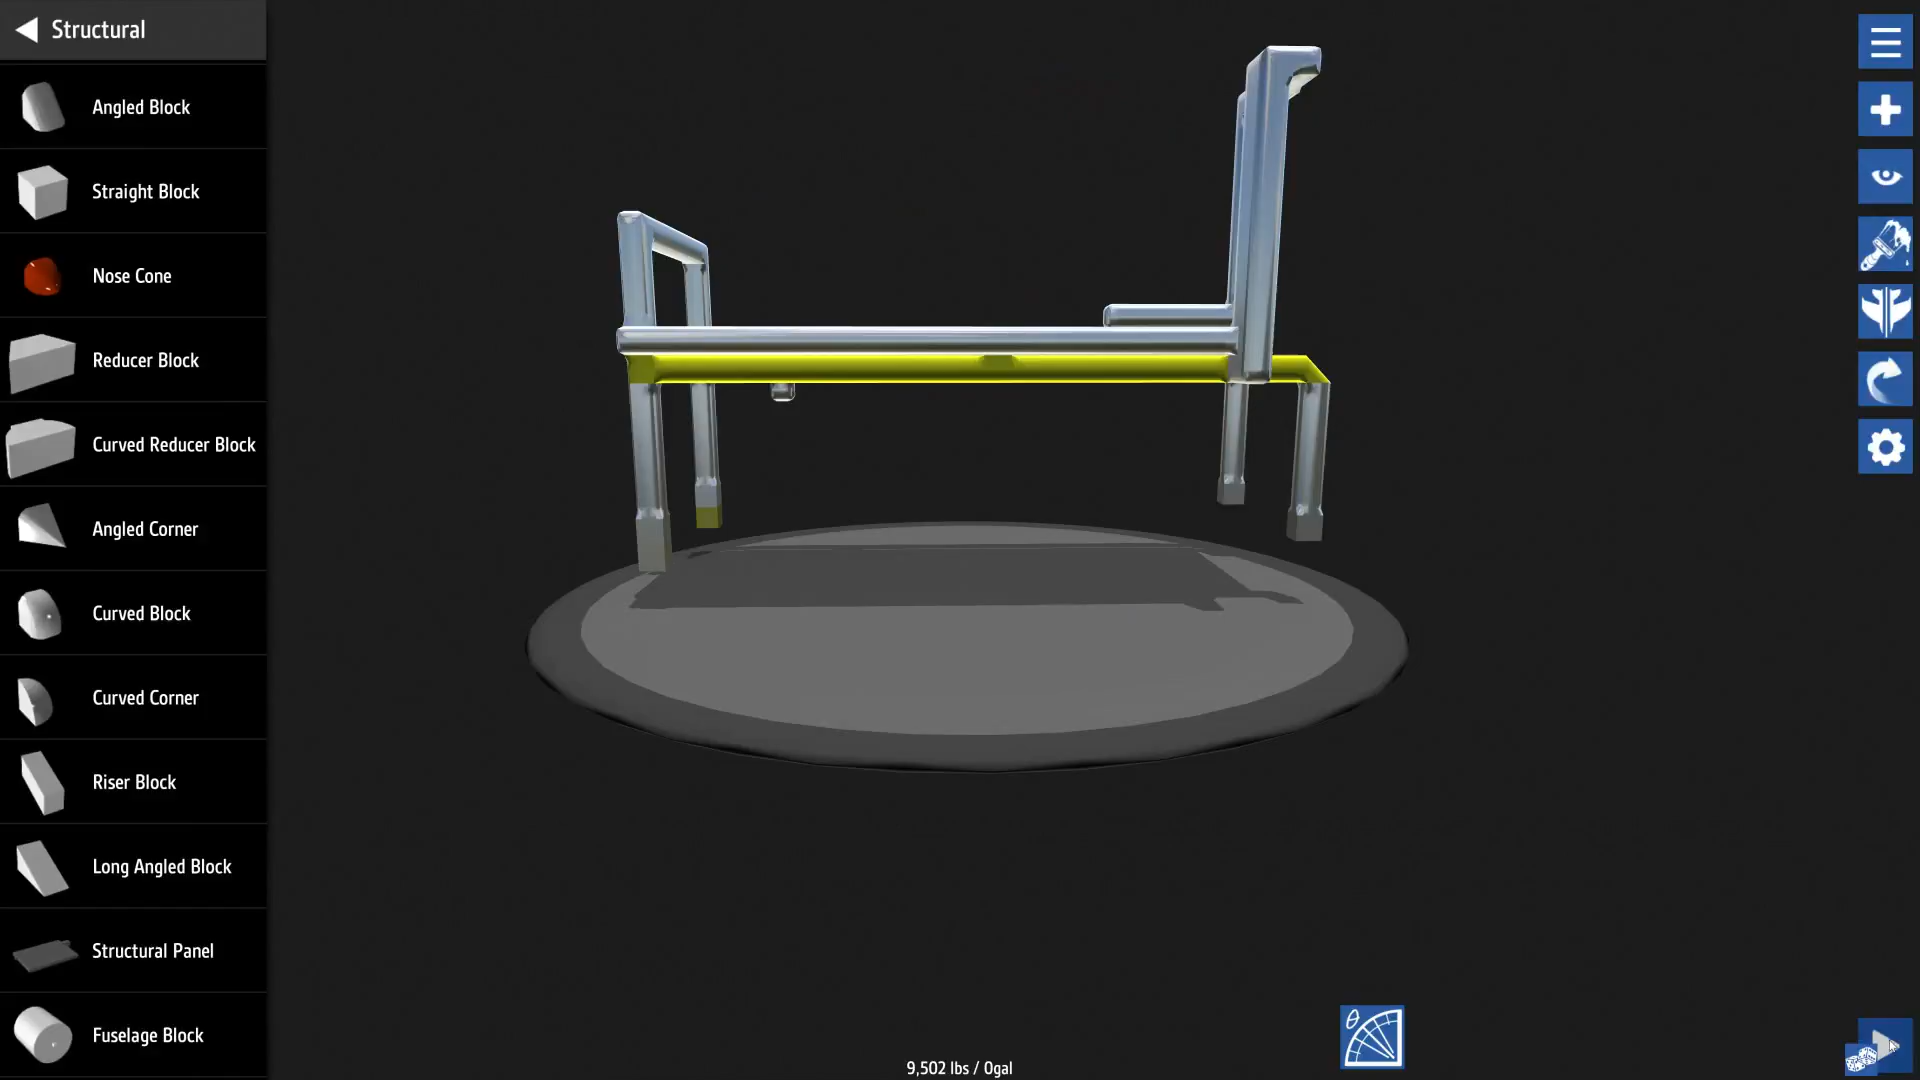 Structural
Angled Block
Straight Block
Nose Cone
Reducer Block
Curved Reducer Block
Angled Corner
Curved Block
Curved Corner
Riser Block
Long Angled Block
Structural Panel
Fuselage Block
θ
9,502 lbs / 0gal